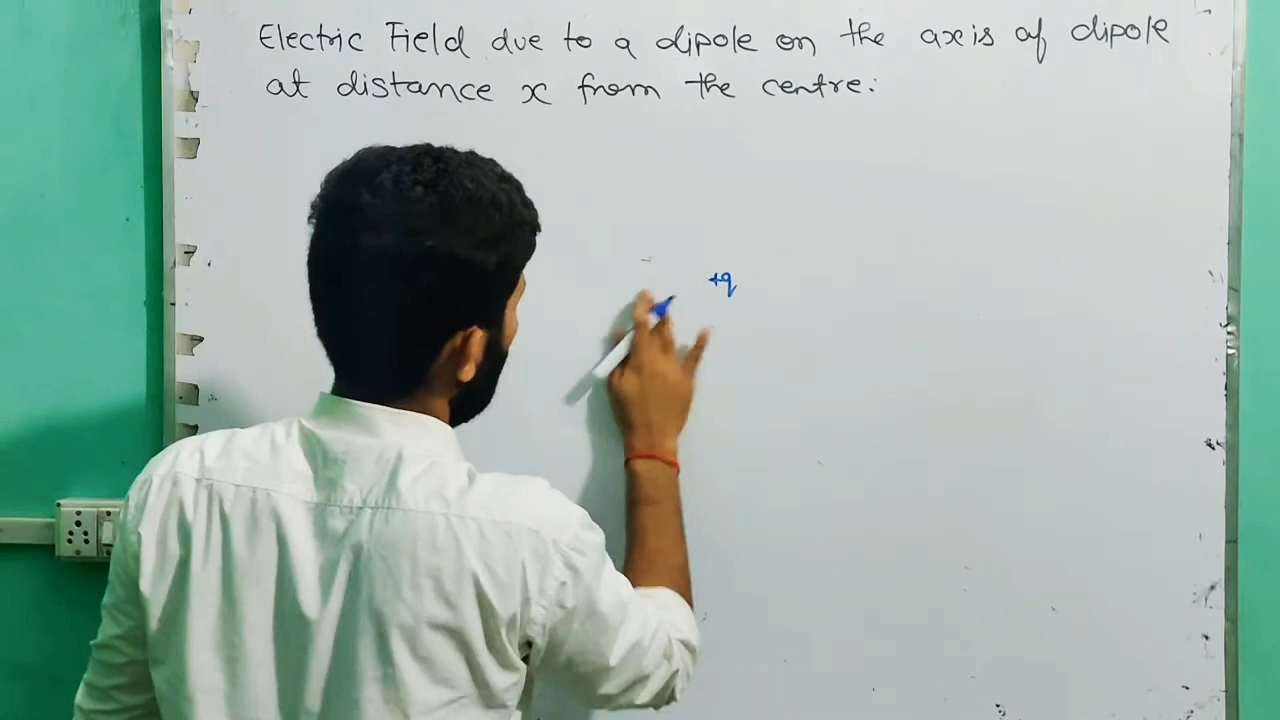 Electric Field due to a dipole on the axis of dipole
at distance x from the centre:
+q